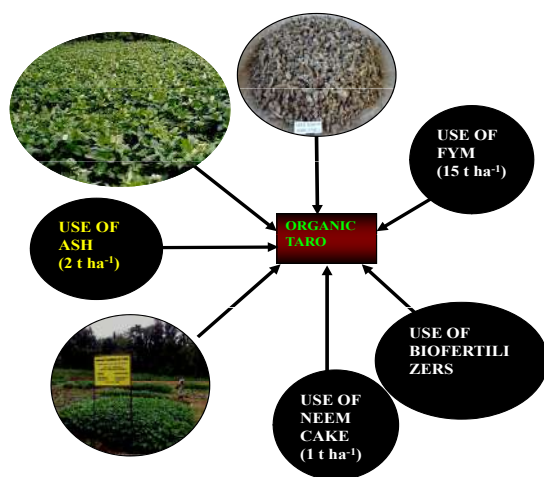 USE OF
FYM
(15 t ha⁻¹)
ORGANIC
TARO
USE OF
ASH
(2 t ha⁻¹)
USE OF
BIOFERTILI
ZERS
USE OF
NEEM
CAKE
(1 t ha⁻¹)